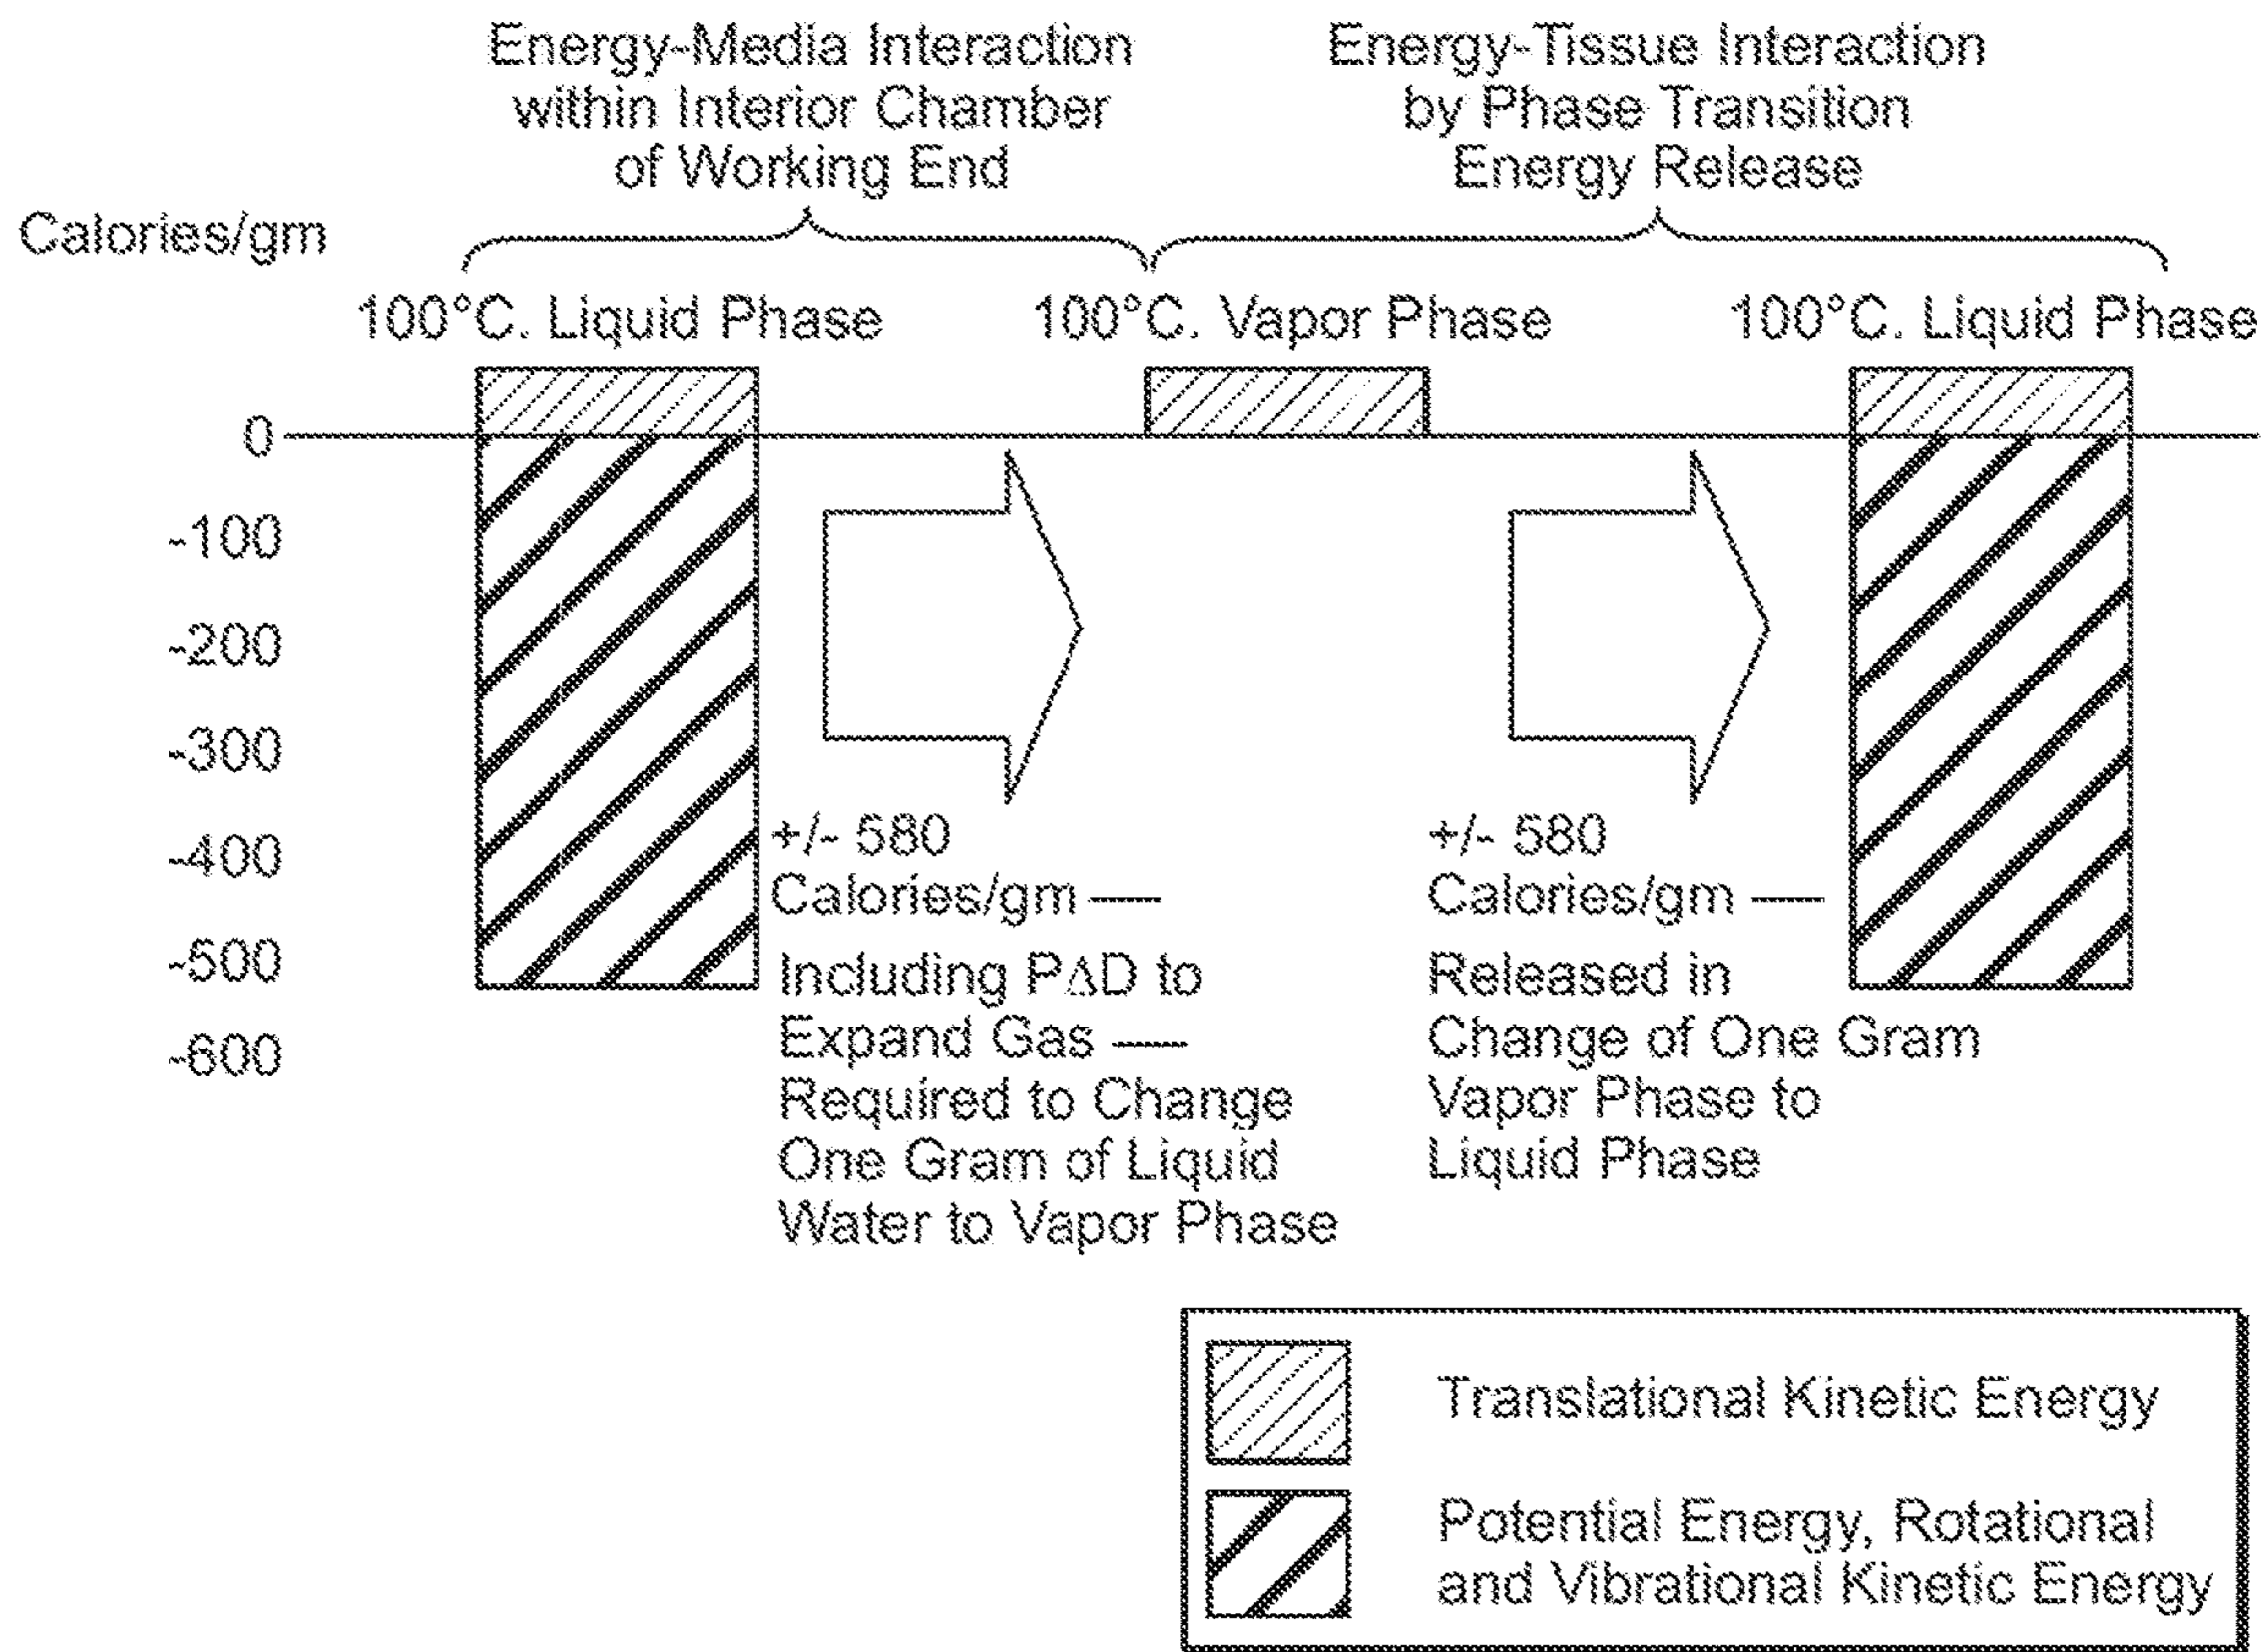 Energy-Media Interaction
within Interior Chamber
of Working End
Energy-Tissue Interaction
by Phase Transition
Energy Release
Calories/gm
100°C. Liquid Phase
100°C. Vapor Phase
100°C. Liquid Phase
0
-100
-200
-300
-400
-500
-600
+/- 580
Calories/gm —
Including PΔD to
Expand Gas —
Required to Change
One Gram of Liquid
Water to Vapor Phase
+/- 580
Calories/gm —
Released in
Change of One Gram
Vapor Phase to
Liquid Phase
Translational Kinetic Energy
Potential Energy, Rotational
and Vibrational Kinetic Energy